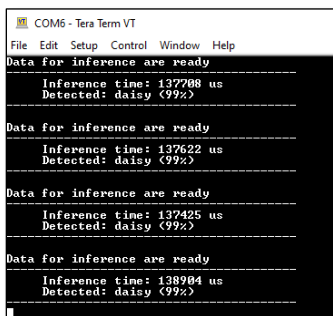 COM6 - Tera Term VT
File Edit Setup Control Window Help
Data for inference are ready
----------------------------------------
Inference time: 137708 us
Detected: daisy (99%)
----------------------------------------
Data for inference are ready
----------------------------------------
Inference time: 137622 us
Detected: daisy (99%)
----------------------------------------
Data for inference are ready
----------------------------------------
Inference time: 137425 us
Detected: daisy (99%)
----------------------------------------
Data for inference are ready
----------------------------------------
Inference time: 138904 us
Detected: daisy (99%)
----------------------------------------